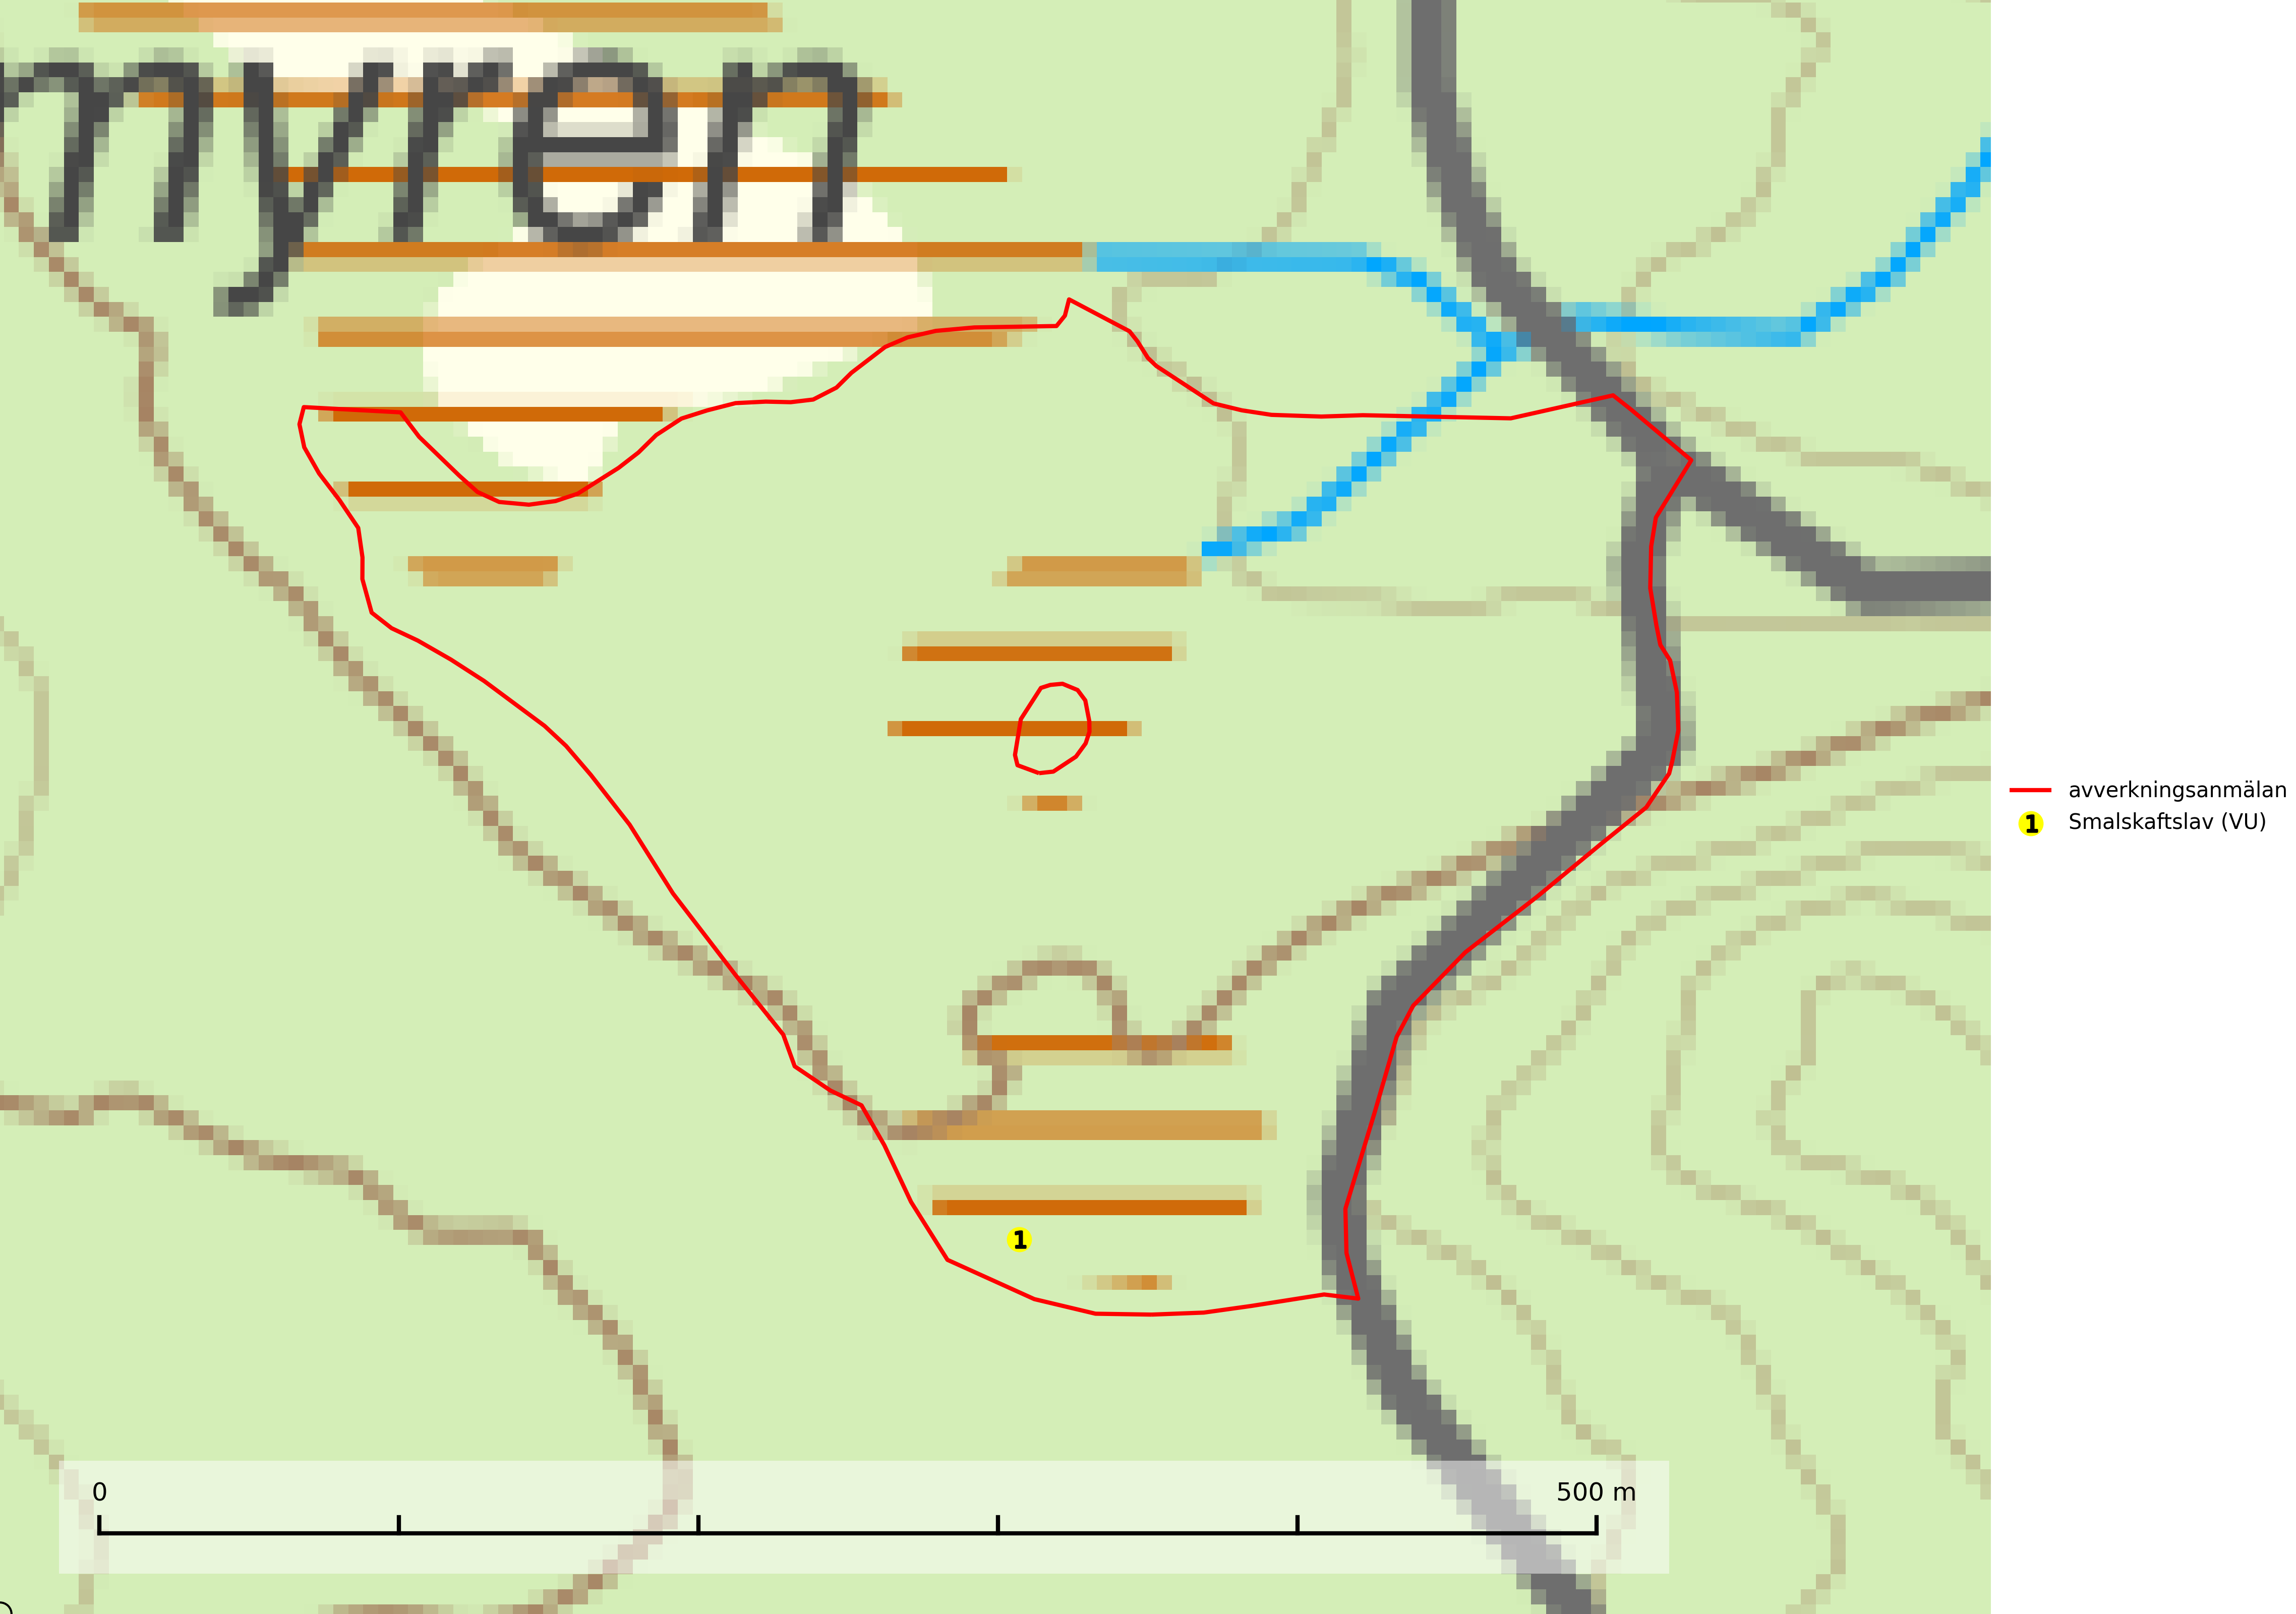 myren
avverkningsanmälan
1 Smalskaftslav (VU)
1
0 500 m